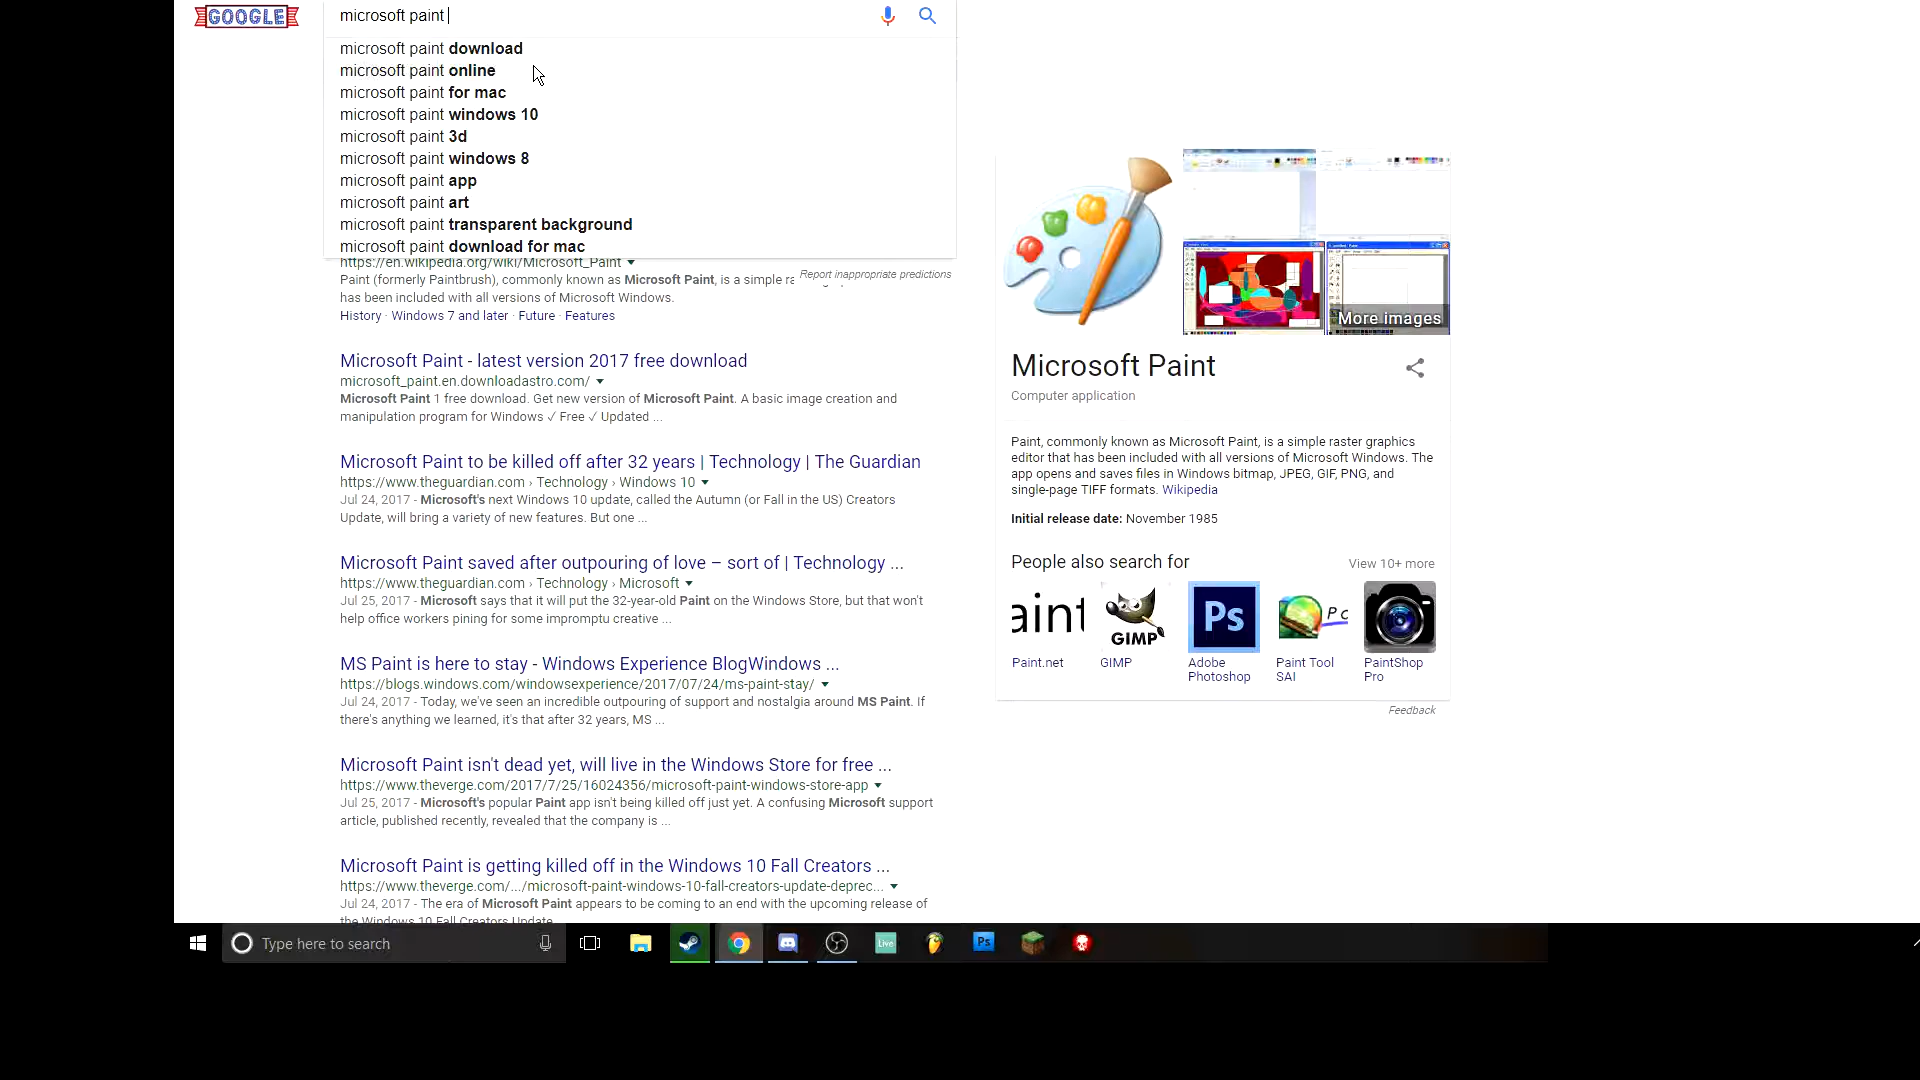 GOOGLE
microsoft paint
microsoft paint download
microsoft paint online
microsoft paint for mac
microsoft paint windows 10
microsoft paint 3d
microsoft paint windows 8
microsoft paint app
microsoft paint art
microsoft paint transparent background
microsoft paint download for mac
https://en.wikipedia.org/wiki/Microsoft_Paint
Report inappropriate predictions
Paint (formerly Paintbrush), commonly known as Microsoft Paint, is a simple
has been included with all versions of Microsoft Windows.
History · Windows 7 and later · Future · Features
Microsoft Paint - latest version 2017 free download
microsoft_paint.en.downloadastro.com/
Microsoft Paint 1 free download. Get new version of Microsoft Paint. A basic image creation and
manipulation program for Windows ✓ Free ✓ Updated ...
Microsoft Paint to be killed off after 32 years | Technology | The Guardian
https://www.theguardian.com › Technology › Windows 10
Jul 24, 2017 - Microsoft's next Windows 10 update, called the Autumn (or Fall in the US) Creators
Update, will bring a variety of new features. But one ...
Microsoft Paint saved after outpouring of love – sort of | Technology ...
https://www.theguardian.com › Technology › Microsoft
Jul 25, 2017 - Microsoft says that it will put the 32-year-old Paint on the Windows Store, but that won't
help office workers pining for some impromptu creative ...
MS Paint is here to stay - Windows Experience BlogWindows ...
https://blogs.windows.com/windowsexperience/2017/07/24/ms-paint-stay/
Jul 24, 2017 - Today, we've seen an incredible outpouring of support and nostalgia around MS Paint. If
there's anything we learned, it's that after 32 years, MS ...
Microsoft Paint isn't dead yet, will live in the Windows Store for free ...
https://www.theverge.com/2017/7/25/16024356/microsoft-paint-windows-store-app
Jul 25, 2017 - Microsoft's popular Paint app isn't being killed off just yet. A confusing Microsoft support
article, published recently, revealed that the company is ...
Microsoft Paint is getting killed off in the Windows 10 Fall Creators ...
https://www.theverge.com/.../microsoft-paint-windows-10-fall-creators-update-deprec...
Jul 24, 2017 - The era of Microsoft Paint appears to be coming to an end with the upcoming release of
the Windows 10 Fall Creators Update
More images
Microsoft Paint
Computer application
Paint, commonly known as Microsoft Paint, is a simple raster graphics
editor that has been included with all versions of Microsoft Windows. The
app opens and saves files in Windows bitmap, JPEG, GIF, PNG, and
single-page TIFF formats. Wikipedia
Initial release date: November 1985
People also search for
View 10+ more
aint
GIMP
Ps
Paint.net
GIMP
Adobe
Photoshop
Paint Tool
SAI
PaintShop
Pro
Feedback
Type here to search
Live
Ps